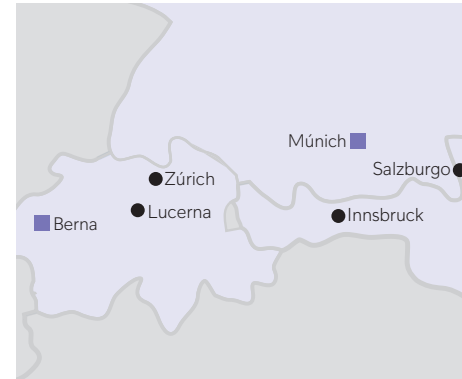 Múnich
Salzburgo
Zúrich
Lucerna
Innsbruck
Berna